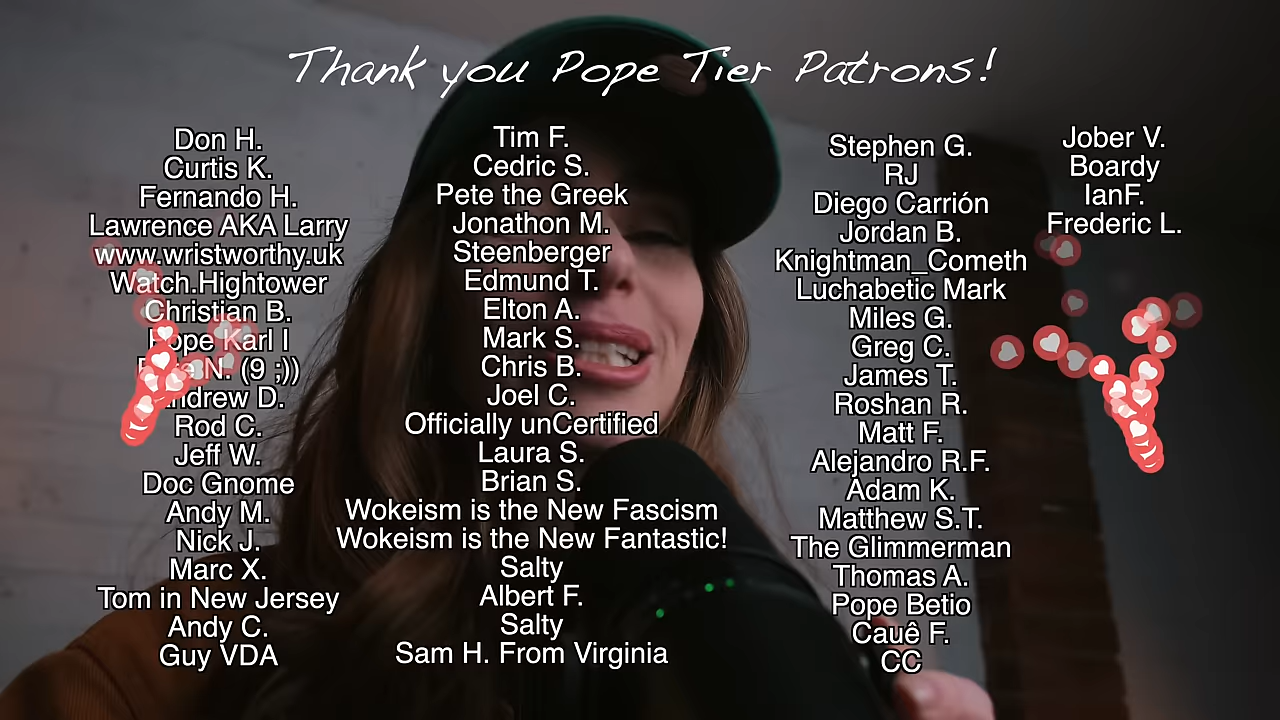 Thank you Pope Tier Patrons!
Don H.
Curtis K.
Fernando H.
Lawrence AKA Larry
www.wristworthy.uk
Watch.Hightower
Christian B.
Pope Karl I
N. (9 ;))
Andrew D.
Rod C.
Jeff W.
Doc Gnome
Andy M.
Nick J.
Marc X.
Tom in New Jersey
Andy C.
Guy VDA
Tim F.
Cedric S.
Pete the Greek
Jonathon M.
Steenberger
Edmund T.
Elton A.
Mark S.
Chris B.
Joel C.
Officially unCertified
Laura S.
Brian S.
Wokeism is the New Fascism
Wokeism is the New Fantastic!
Salty
Albert F.
Salty
Sam H. From Virginia
Stephen G.
RJ
Diego Carrión
Jordan B.
Knightman_Cometh
Luchabetic Mark
Miles G.
Greg C.
James T.
Roshan R.
Matt F.
Alejandro R.F.
Adam K.
Matthew S.T.
The Glimmerman
Thomas A.
Pope Betio
Cauê F.
CC
Jober V.
Boardy
IanF.
Frederic L.